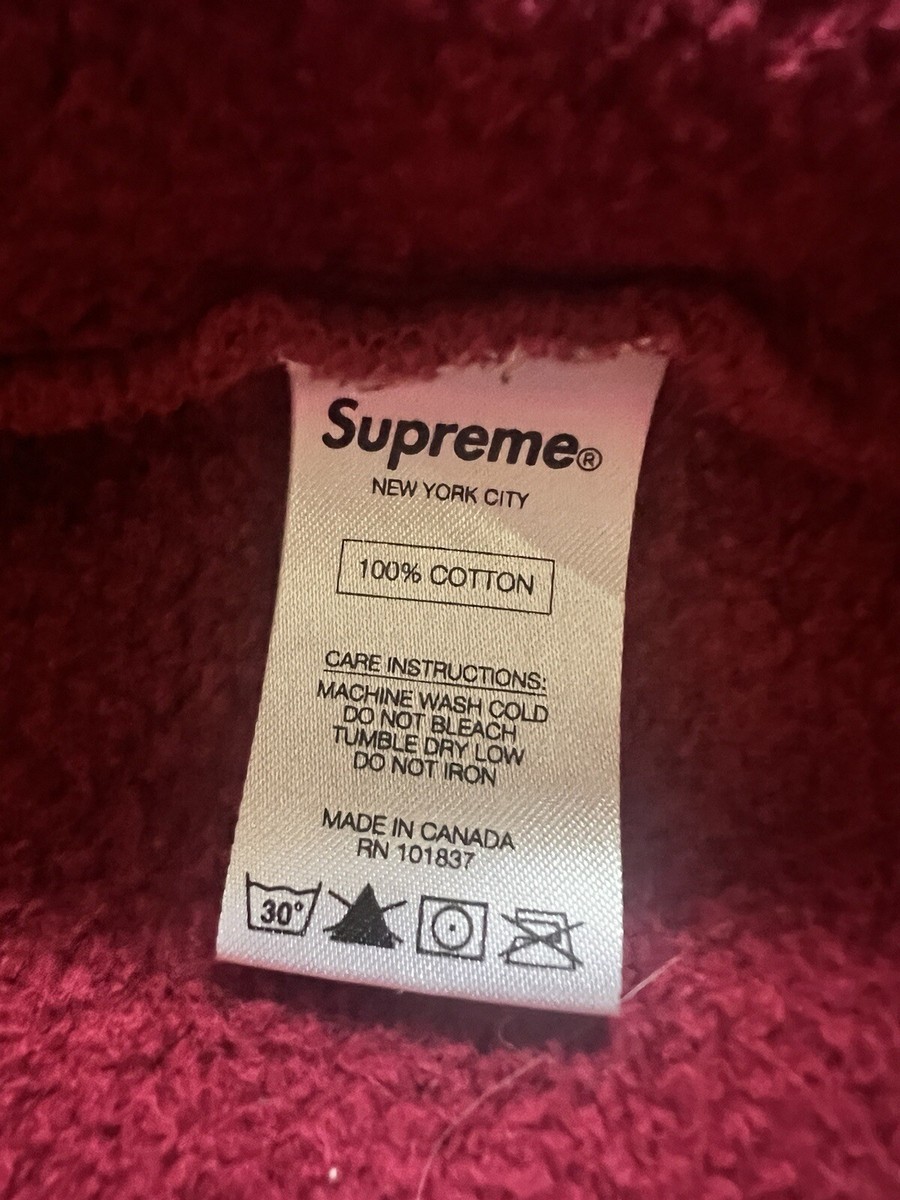 Supreme®
NEW YORK CITY
100% COTTON
CARE INSTRUCTIONS:
MACHINE WASH COLD
DO NOT BLEACH
TUMBLE DRY LOW
DO NOT IRON
MADE IN CANADA
RN 101837
30°